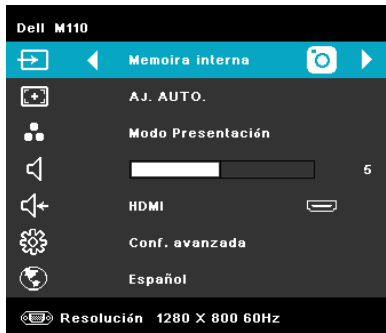 Dell M110
Memoira interna
AJ. AUTO.
Modo Presentación
5
HDMI
Conf. avanzada
Español
Resolución 1280 X 800 60Hz